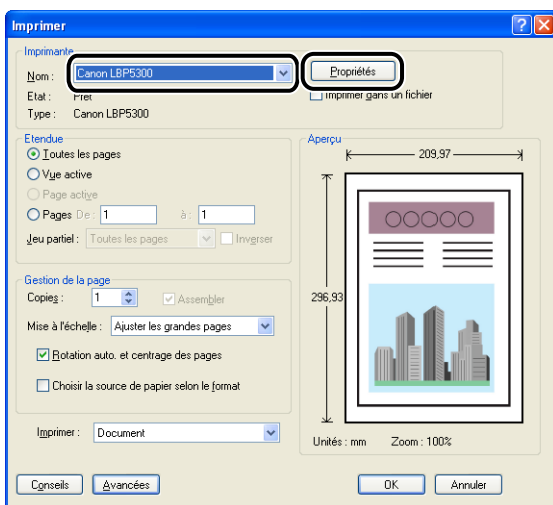 Imprimer
Imprimante
Nom : Canon LBP5300 Propriétés
Etat : Prêt Imprimer dans un fichier
Type : Canon LBP5300
Etendue
Toutes les pages
Vue active
Page active
Pages De : 1 à : 1
Jeu partiel : Toutes les pages Inverser
Gestion de la page
Copies : 1 Assembler
Mise à l'échelle : Ajuster les grandes pages
Rotation auto. et centrage des pages
Choisir la source de papier selon le format
Imprimer : Document
Aperçu
209,97
296,93
Unités : mm Zoom : 100%
Conseils Avancées OK Annuler